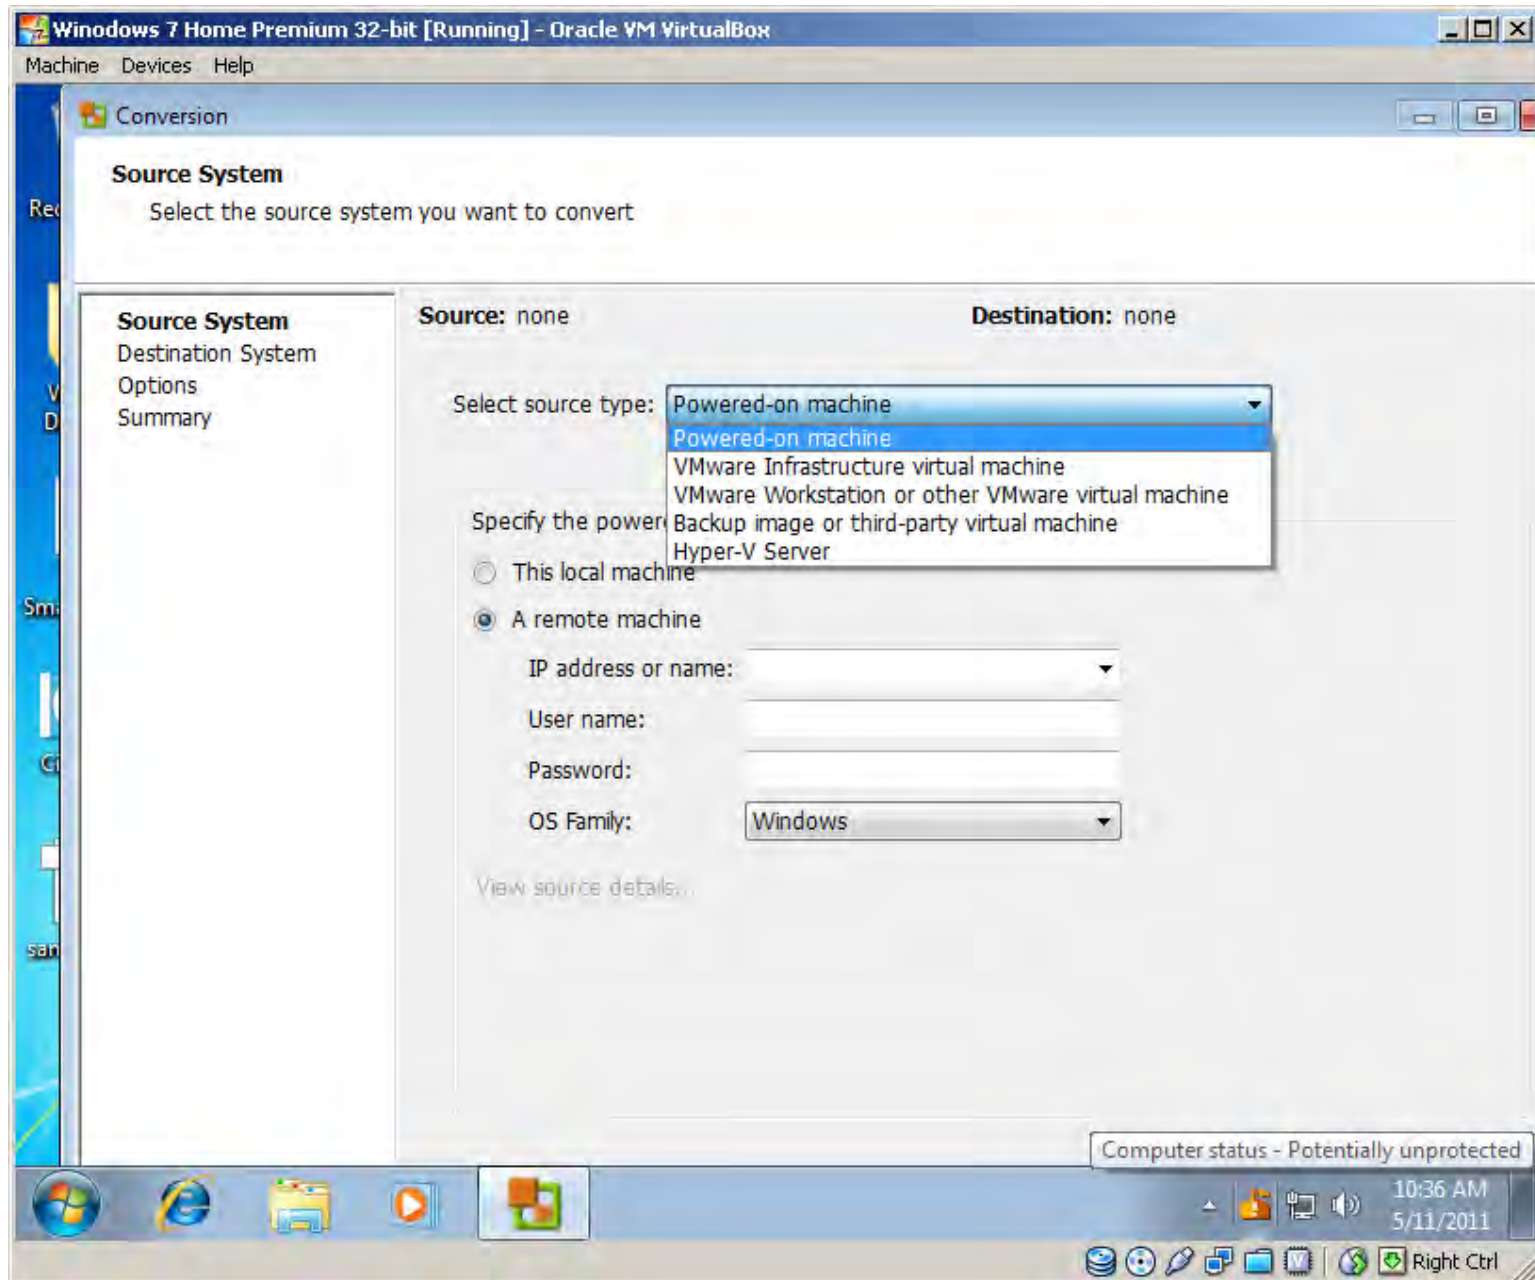 Winodows 7 Home Premium 32-bit [Running] - Oracle VM VirtualBox
Machine Devices Help
Conversion
Source System
Select the source system you want to convert
Source System
Destination System
Options
Summary
Source: none
Destination: none
Select source type: Powered-on machine
Powered-on machine
VMware Infrastructure virtual machine
VMware Workstation or other VMware virtual machine
Backup image or third-party virtual machine
Hyper-V Server
Specify the power
This local machine
A remote machine
IP address or name:
User name:
Password:
OS Family: Windows
View source details...
Computer status - Potentially unprotected
10:36 AM
5/11/2011
Right Ctrl